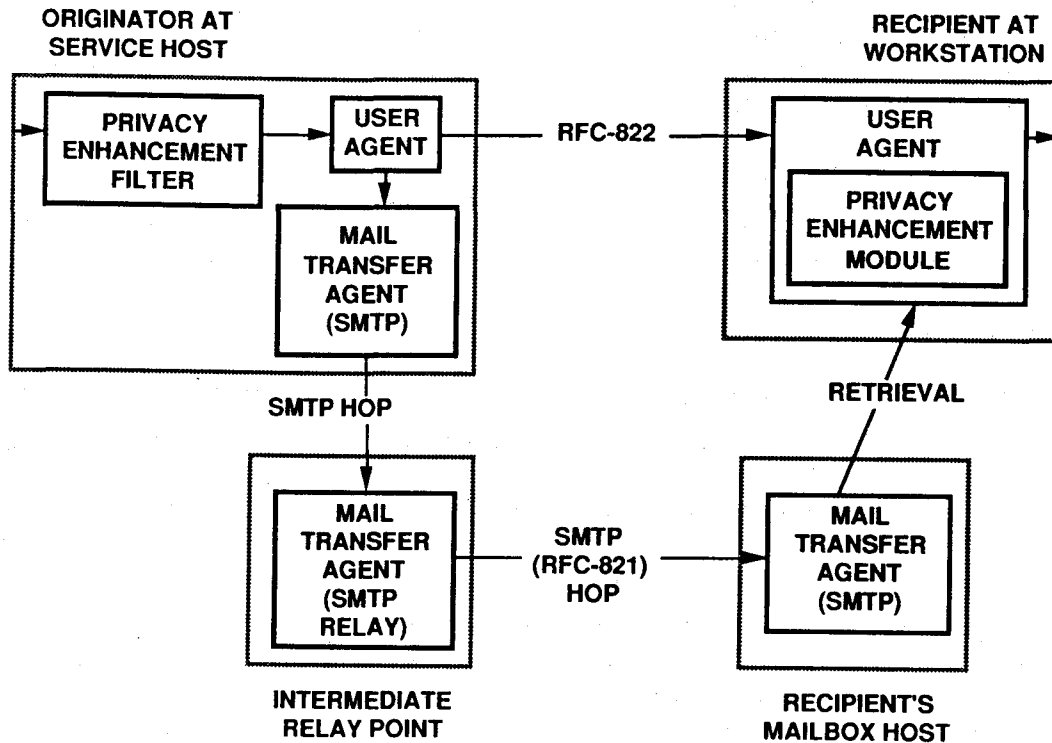 ORIGINATOR AT
SERVICE HOST
RECIPIENT AT
WORKSTATION
PRIVACY
ENHANCEMENT
FILTER
USER
AGENT
RFC-822
USER
AGENT
PRIVACY
ENHANCEMENT
MODULE
MAIL
TRANSFER
AGENT
(SMTP)
SMTP HOP
RETRIEVAL
MAIL
TRANSFER
AGENT
(SMTP
RELAY)
SMTP
(RFC-821)
HOP
MAIL
TRANSFER
AGENT
(SMTP)
INTERMEDIATE
RELAY POINT
RECIPIENT'S
MAILBOX HOST